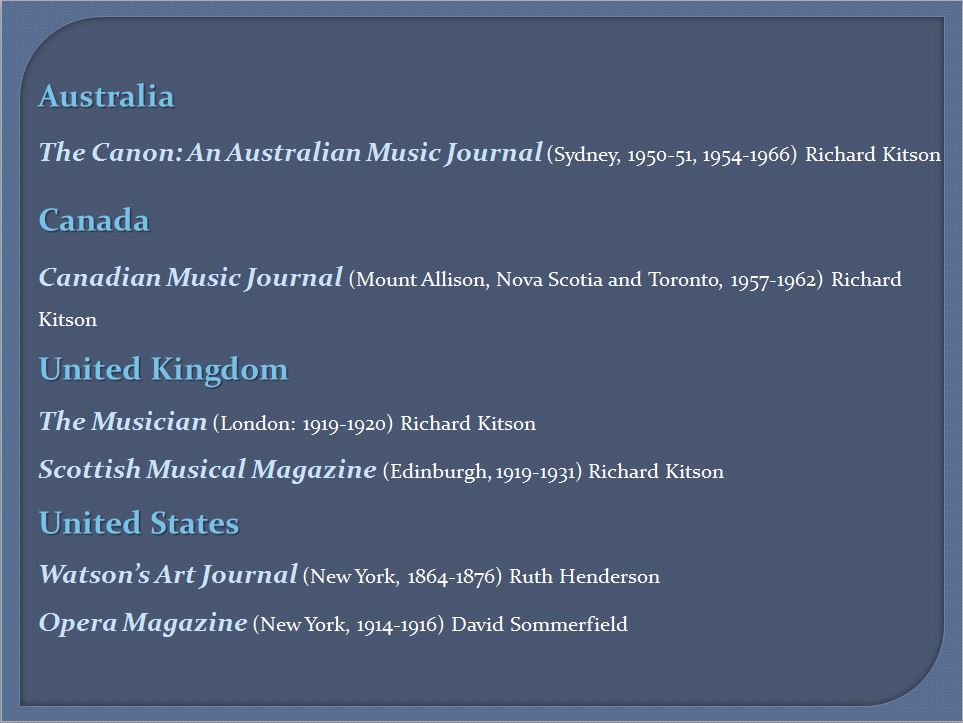 Australia
The Canon: An Australian Music Journal (Sydney, 1950-51, 1954-1966) Richard Kitson
Canada
Canadian Music Journal (Mount Allison, Nova Scotia and Toronto, 1957-1962) Richard
Kitson
United Kingdom
The Musician (London: 1919-1920) Richard Kitson
Scottish Musical Magazine (Edinburgh, 1919-1931) Richard Kitson
United States
Watson’s Art Journal (New York, 1864-1876) Ruth Henderson
Opera Magazine (New York, 1914-1916) David Sommerfield